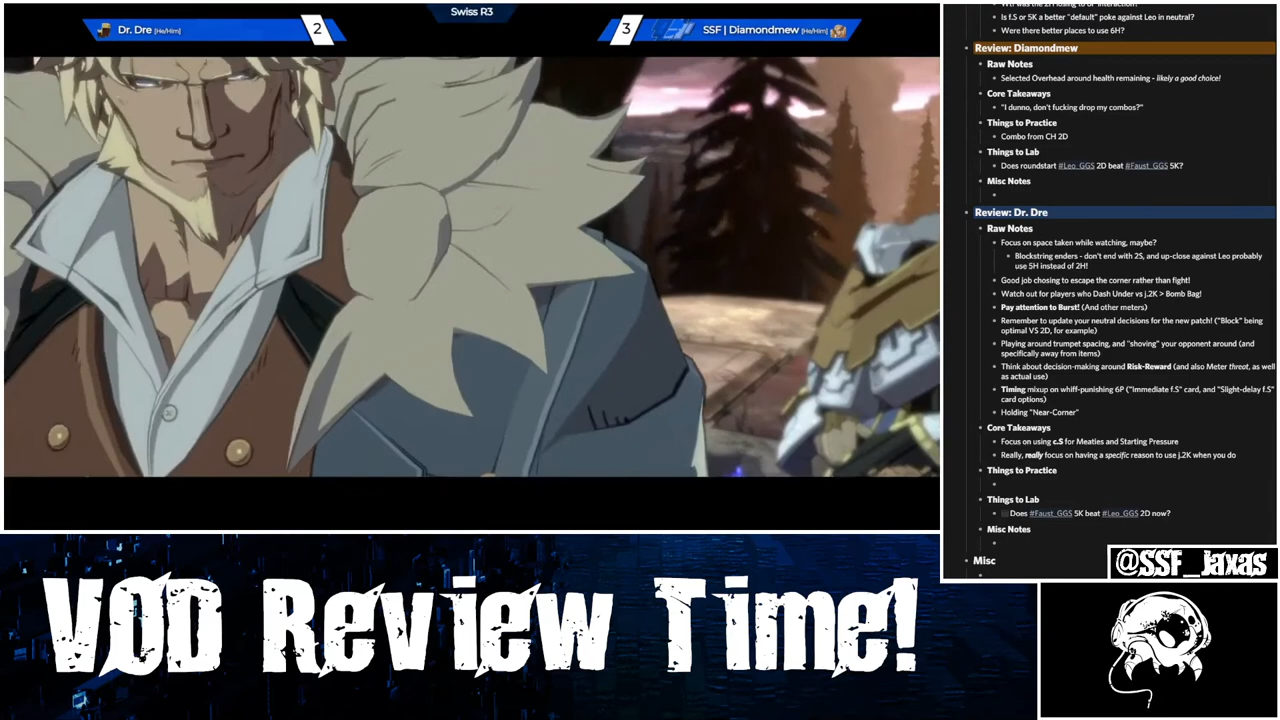 Swiss R3
Dr. Dre [He/Him]
2
3
SSF | Diamondmew [He/Him]
Is f.S or 5K a better "default" poke against Leo in neutral?
Were there better places to use 6H?
Review: Diamondmew
Raw Notes
Selected Overhead around health remaining - likely a good choice!
Core Takeaways
"I dunno, don't fucking drop my combos?"
Things to Practice
Combo from CH 2D
Things to Lab
Does roundstart #Leo_GGS 2D beat #Faust_GGS 5K?
Misc Notes
Review: Dr. Dre
Raw Notes
Focus on space taken while watching, maybe?
Blockstring enders - don't end with 2S, and up-close against Leo probably
use 5H instead of 2H!
Good job chosing to escape the corner rather than fight!
Watch out for players who Dash Under vs j.2K > Bomb Bag!
Pay attention to Burst! (And other meters)
Remember to update your neutral decisions for the new patch! ("Block" being
optimal VS 2D, for example)
Playing around trumpet spacing, and "shoving" your opponent around (and
specifically away from items)
Think about decision-making around Risk-Reward (and also Meter threat, as well
as actual use)
Timing mixup on whiff-punishing 6P ("Immediate f.S" card, and "Slight-delay f.S"
card options)
Holding "Near-Corner"
Core Takeaways
Focus on using c.S for Meaties and Starting Pressure
Really, really focus on having a specific reason to use j.2K when you do
Things to Practice
Things to Lab
Does #Faust_GGS 5K beat #Leo_GGS 2D now?
Misc Notes
Misc
@SSF_jaxas
VOD Review Time!